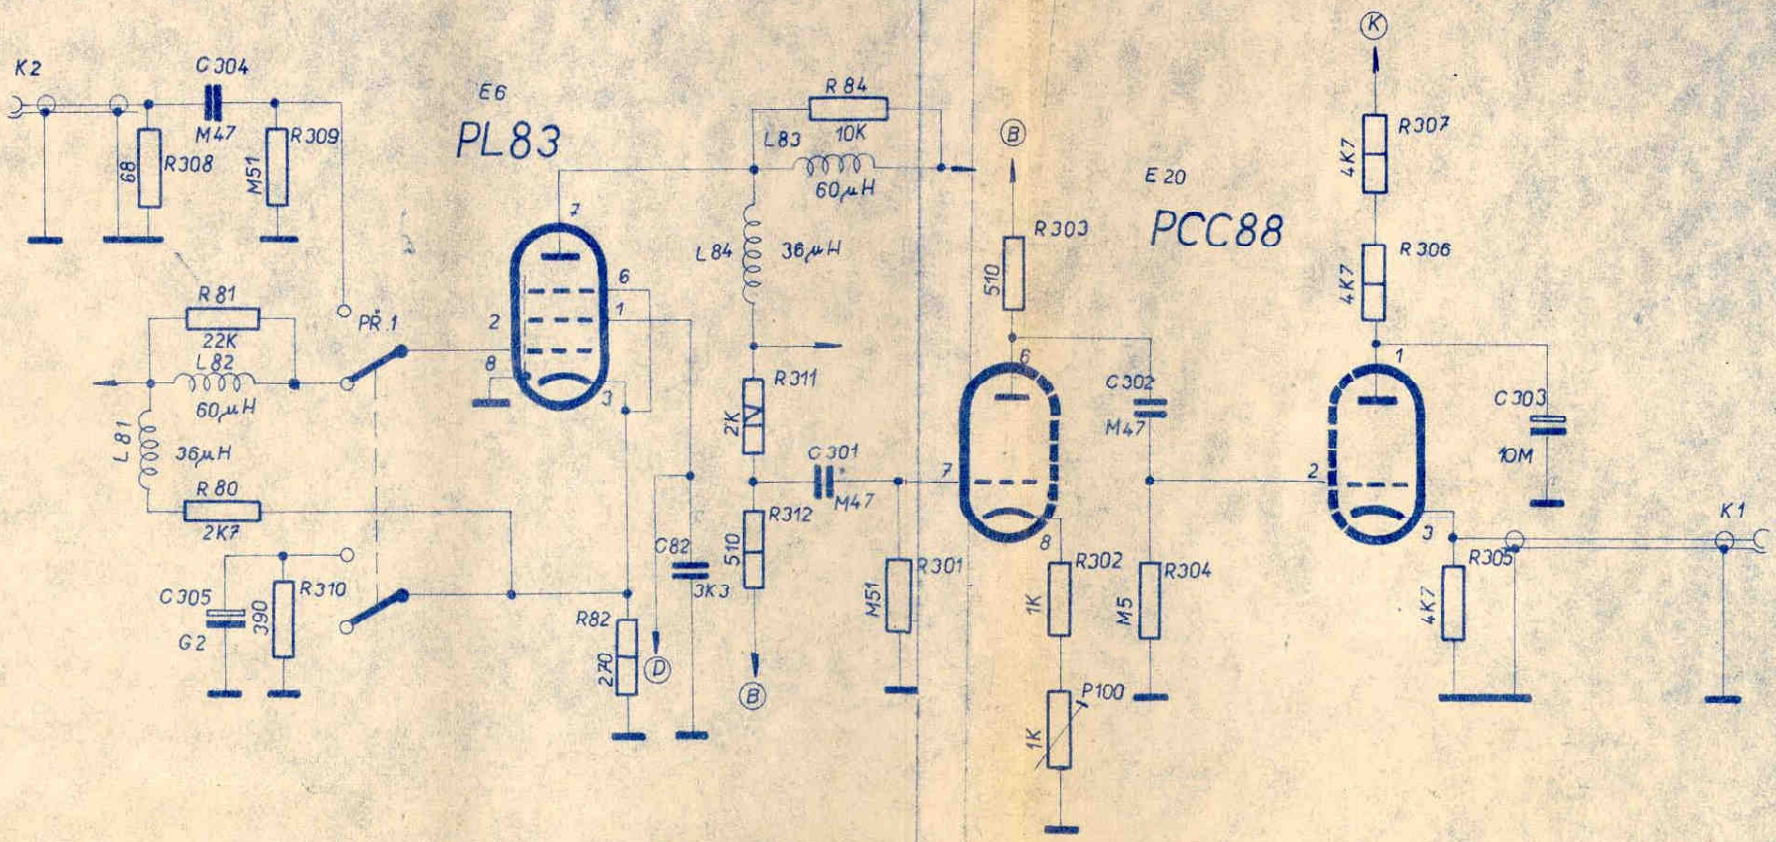 K2
C304
M47
68
R308
M51
R309
E6
PL83
R84
10K
L83
60µH
B
K
R307
4K7
E20
PCC88
R303
510
R306
4K7
7
6
1
2
8
3
L84
36µH
R81
22K
L82
60µH
PŘ.1
L81
36µH
R80
2K7
R311
2K
C301
M47
R312
510
C82
3K3
R301
M51
7
6
8
C302
M47
1
2
3
C303
10M
K1
C305
G2
R310
390
R82
270
D
B
R302
1K
R304
M5
R305
4K7
P100
1K